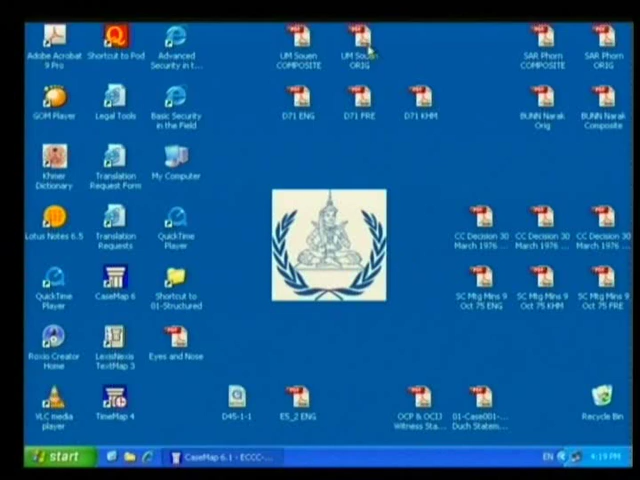 Adobe Acrobat
9 Pro
Shortcut to Pod
Advanced
Security in t...
UM Souen
COMPOSITE
UM Souen
ORIG
SAR Phorn
COMPOSITE
SAR Phorn
ORIG
GOM Player
Legal Tools
Basic Security
in the Field
D71 ENG
D71 FRE
D71 KHM
BUNN Narak
Orig
BUNN Narak
Composite
Khmer
Dictionary
Translation
Request Form
My Computer
Lotus Notes 6.5
Translation
Requests
QuickTime
Player
CC Decision 30
March 1976 ...
CC Decision 30
March 1976 ...
CC Decision 30
March 1976 ...
QuickTime
Player
CaseMap 6
Shortcut to
01-Structured
SC Mtg Mins 9
Oct 75 ENG
SC Mtg Mins 9
Oct 75 KHM
SC Mtg Mins 9
Oct 75 FRE
Roxio Creator
Home
LexisNexis
TextMap 3
Eyes and Nose
VLC media
player
TimeMap 4
D45-1-1
E5_2 ENG
OCP & OCIJ
Witness Sta...
01-Case001-...
Duch Statem...
Recycle Bin
start
CaseMap 6.1 - ECCC-...
EN
4:19 PM